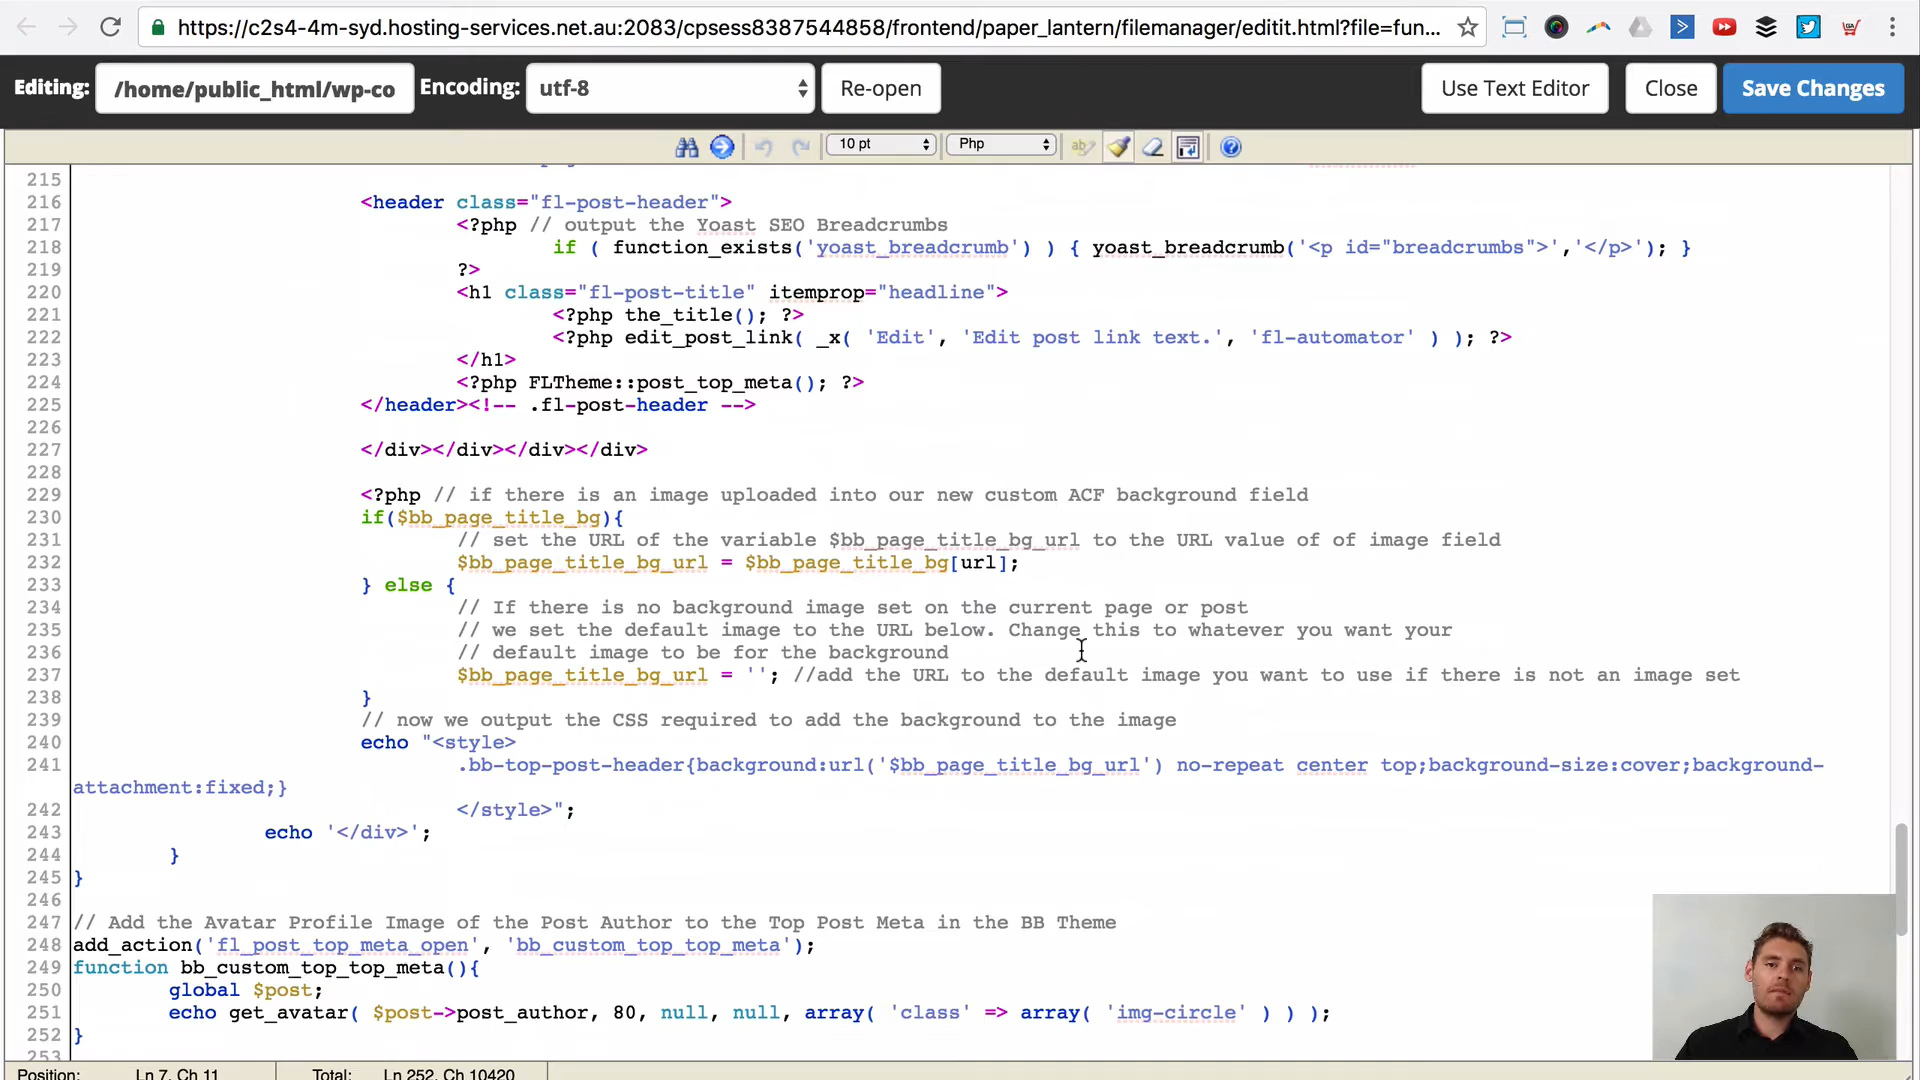 https://c2s4-4m-syd.hosting-services.net.au:2083/cpsess8387544858/frontend/paper_lantern/filemanager/editit.html?file=fun...
Editing: /home/public_html/wp-co Encoding: utf-8 Re-open Use Text Editor Close Save Changes
10 pt Php
215
216 <header class="fl-post-header">
217 <?php // output the Yoast SEO Breadcrumbs
218 if ( function_exists('yoast_breadcrumb') ) { yoast_breadcrumb('<p id="breadcrumbs">','</p>'); }
219 ?>
220 <h1 class="fl-post-title" itemprop="headline">
221 <?php the_title(); ?>
222 <?php edit_post_link( _x( 'Edit', 'Edit post link text.', 'fl-automator' ) ); ?>
223 </h1>
224 <?php FLTheme::post_top_meta(); ?>
225 </header><!-- .fl-post-header -->
226
227 </div></div></div></div>
228
229 <?php // if there is an image uploaded into our new custom ACF background field
230 if($bb_page_title_bg){
231 // set the URL of the variable $bb_page_title_bg_url to the URL value of of image field
232 $bb_page_title_bg_url = $bb_page_title_bg[url];
233 } else {
234 // If there is no background image set on the current page or post
235 // we set the default image to the URL below. Change this to whatever you want your
236 // default image to be for the background
237 $bb_page_title_bg_url = ''; //add the URL to the default image you want to use if there is not an image set
238 }
239 // now we output the CSS required to add the background to the image
240 echo "<style>
241 .bb-top-post-header{background:url('$bb_page_title_bg_url') no-repeat center top;background-size:cover;background-
attachment:fixed;}
242 </style>";
243 echo '</div>';
244 }
245 }
246
247 // Add the Avatar Profile Image of the Post Author to the Top Post Meta in the BB Theme
248 add_action('fl_post_top_meta_open', 'bb_custom_top_top_meta');
249 function bb_custom_top_top_meta(){
250 global $post;
251 echo get_avatar( $post->post_author, 80, null, null, array( 'class' => array( 'img-circle' ) ) );
252 }
253
Position: Ln 7, Ch 11 Total: Ln 252, Ch 10420